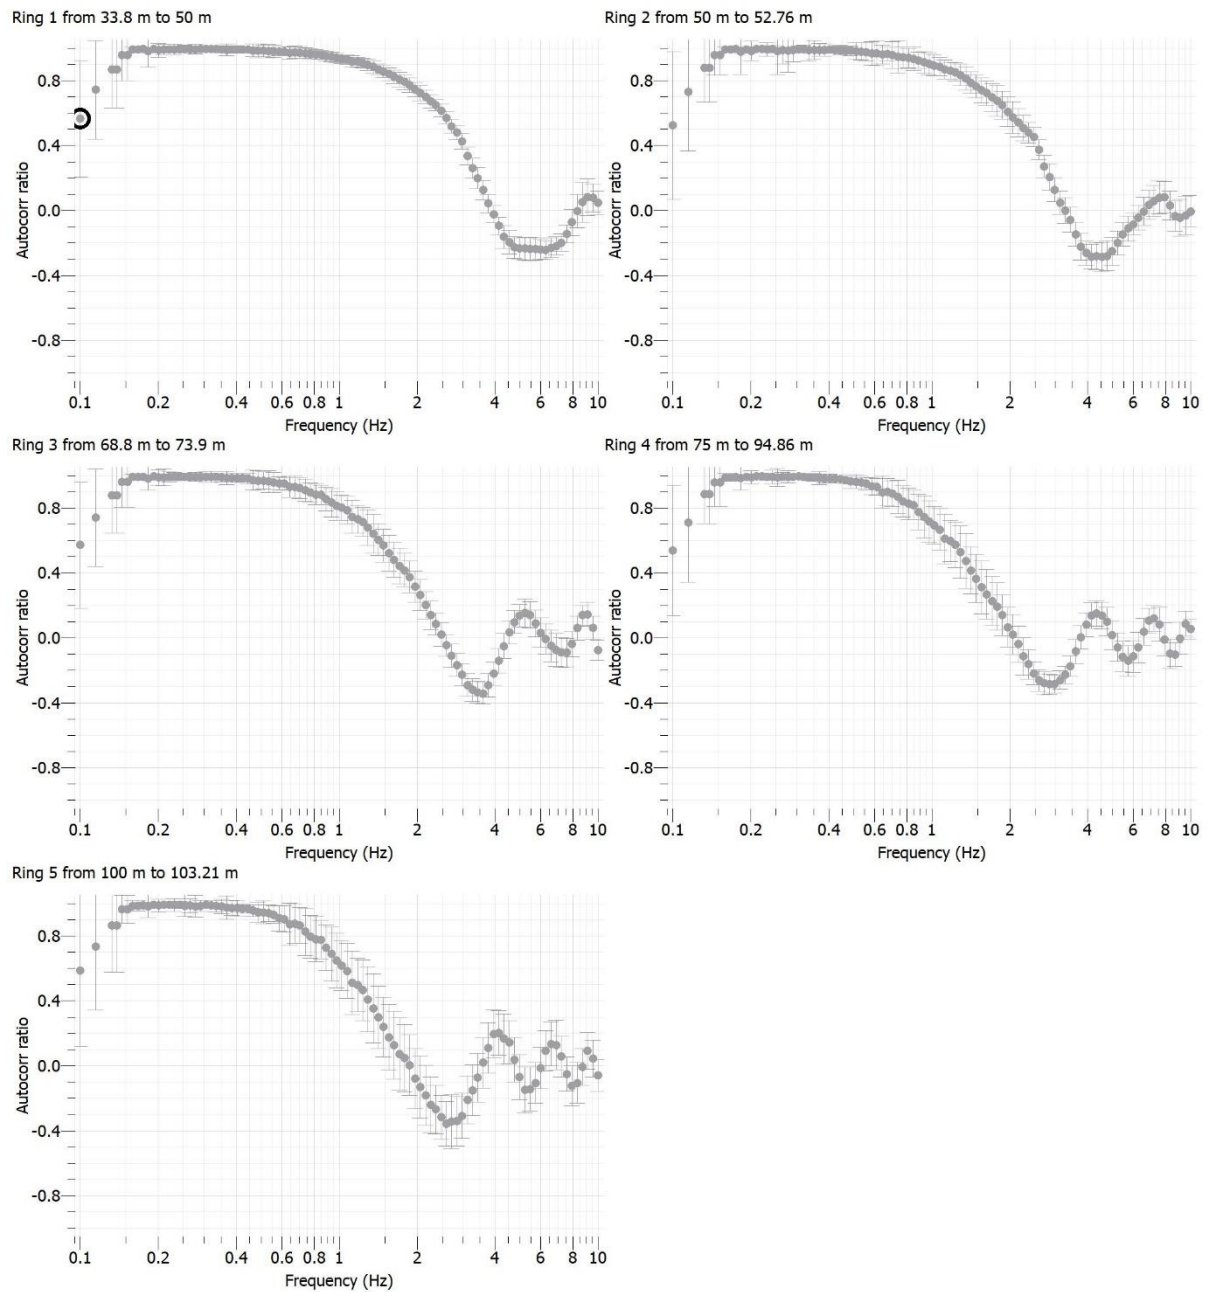 Ring 1 from 33.8 m to 50 m
Autocorr ratio
0.8
0.4
0.0
-0.4
-0.8
0.1 0.2 0.4 0.6 0.8 1 2 4 6 8 10
Frequency (Hz)
Ring 2 from 50 m to 52.76 m
Autocorr ratio
0.8
0.4
0.0
-0.4
-0.8
0.1 0.2 0.4 0.6 0.8 1 2 4 6 8 10
Frequency (Hz)
Ring 3 from 68.8 m to 73.9 m
Autocorr ratio
0.8
0.4
0.0
-0.4
-0.8
0.1 0.2 0.4 0.6 0.8 1 2 4 6 8 10
Frequency (Hz)
Ring 4 from 75 m to 94.86 m
Autocorr ratio
0.8
0.4
0.0
-0.4
-0.8
0.1 0.2 0.4 0.6 0.8 1 2 4 6 8 10
Frequency (Hz)
Ring 5 from 100 m to 103.21 m
Autocorr ratio
0.8
0.4
0.0
-0.4
-0.8
0.1 0.2 0.4 0.6 0.8 1 2 4 6 8 10
Frequency (Hz)